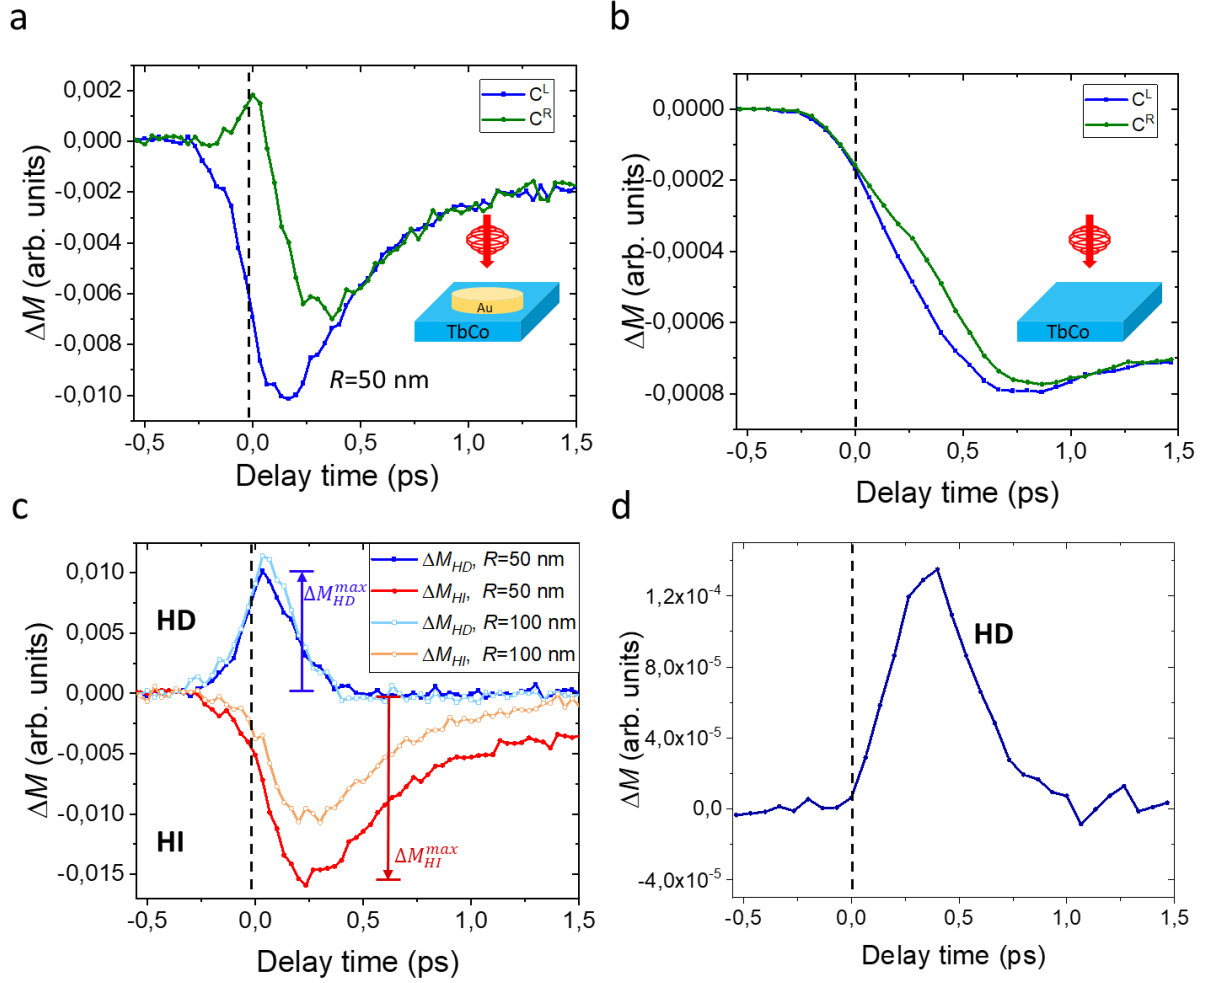 a
ΔM (arb. units)
0,002
0,000
-0,002
-0,004
-0,006
-0,008
-0,010
C^L
C^R
Au
TbCo
R=50 nm
-0,5 0,0 0,5 1,0 1,5
Delay time (ps)
b
ΔM (arb. units)
0,0000
-0,0002
-0,0004
-0,0006
-0,0008
C^L
C^R
TbCo
-0,5 0,0 0,5 1,0 1,5
Delay time (ps)
c
ΔM (arb. units)
0,010
0,005
0,000
-0,005
-0,010
-0,015
HD
HI
ΔM_HD, R=50 nm
ΔM_HI, R=50 nm
ΔM_HD, R=100 nm
ΔM_HI, R=100 nm
ΔM_HD^max
ΔM_HI^max
-0,5 0,0 0,5 1,0 1,5
Delay time (ps)
d
ΔM (arb. units)
1,2x10^-4
8,0x10^-5
4,0x10^-5
0,0
-4,0x10^-5
HD
-0,5 0,0 0,5 1,0 1,5
Delay time (ps)